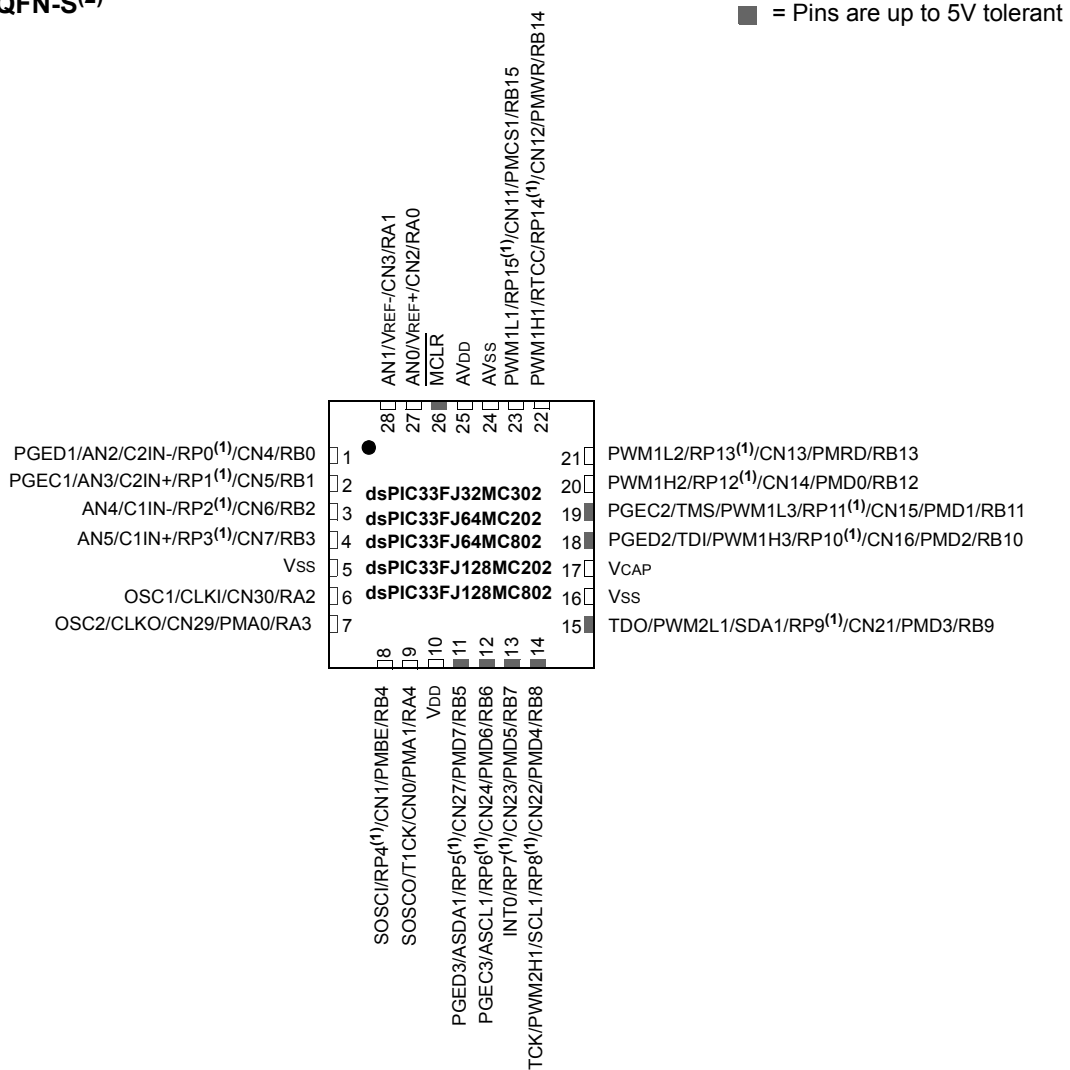 QFN-S(2)
= Pins are up to 5V tolerant
AN1/VREF-/CN3/RA1
AN0/VREF+/CN2/RA0
MCLR
AVDD
AVSS
PWM1L1/RP15(1)/CN11/PMCS1/RB15
PWM1H1/RTCC/RP14(1)/CN12/PMWR/RB14
28 27 26 25 24 23 22
PGED1/AN2/C2IN-/RP0(1)/CN4/RB0 1
PGEC1/AN3/C2IN+/RP1(1)/CN5/RB1 2
AN4/C1IN-/RP2(1)/CN6/RB2 3
AN5/C1IN+/RP3(1)/CN7/RB3 4
VSS 5
OSC1/CLKI/CN30/RA2 6
OSC2/CLKO/CN29/PMA0/RA3 7
dsPIC33FJ32MC302
dsPIC33FJ64MC202
dsPIC33FJ64MC802
dsPIC33FJ128MC202
dsPIC33FJ128MC802
21 PWM1L2/RP13(1)/CN13/PMRD/RB13
20 PWM1H2/RP12(1)/CN14/PMD0/RB12
19 PGEC2/TMS/PWM1L3/RP11(1)/CN15/PMD1/RB11
18 PGED2/TDI/PWM1H3/RP10(1)/CN16/PMD2/RB10
17 VCAP
16 VSS
15 TDO/PWM2L1/SDA1/RP9(1)/CN21/PMD3/RB9
8 9 10 11 12 13 14
SOSCI/RP4(1)/CN1/PMBE/RB4
SOSCO/T1CK/CN0/PMA1/RA4
VDD
PGED3/ASDA1/RP5(1)/CN27/PMD7/RB5
PGEC3/ASCL1/RP6(1)/CN24/PMD6/RB6
INT0/RP7(1)/CN23/PMD5/RB7
TCK/PWM2H1/SCL1/RP8(1)/CN22/PMD4/RB8